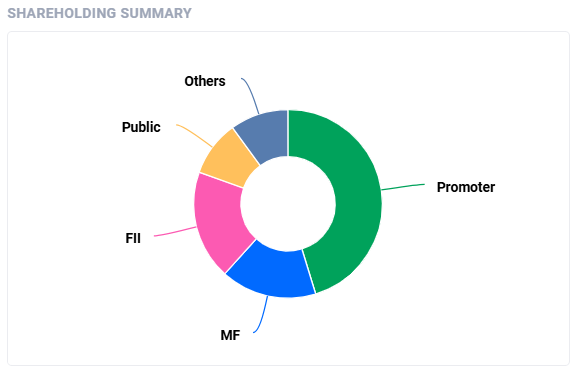 SHAREHOLDING SUMMARY
Others
Public
Promoter
FII
MF